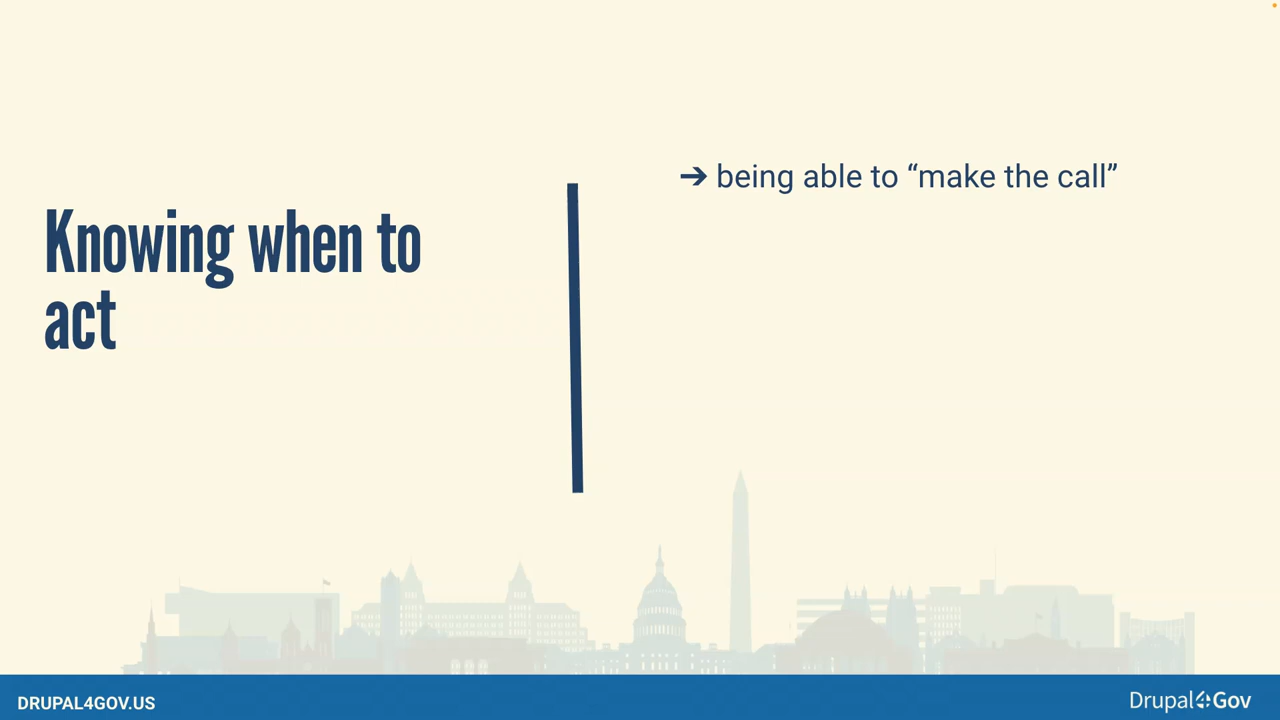 Knowing when to
act
➔ being able to “make the call”
DRUPAL4GOV.US
Drupal4Gov